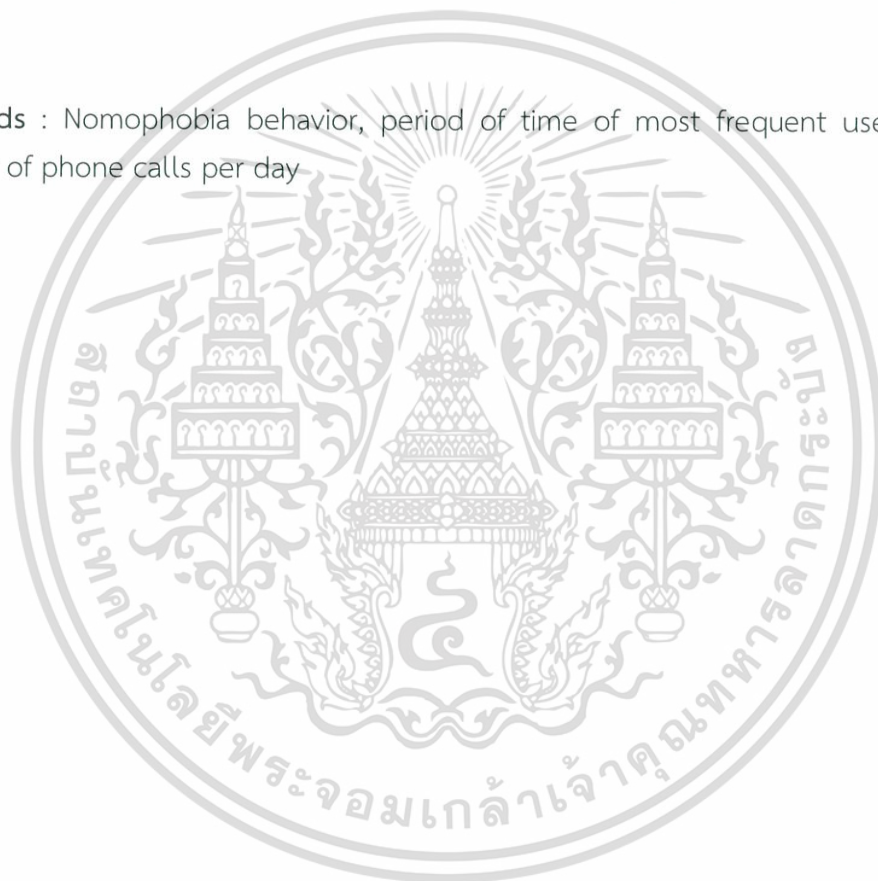 ds : Nomophobia behavior, period of time of most frequent use
of phone calls per day
สถาบันเทคโนโลยีพระจอมเกล้าเจ้าคุณทหารลาดกระบัง
๔